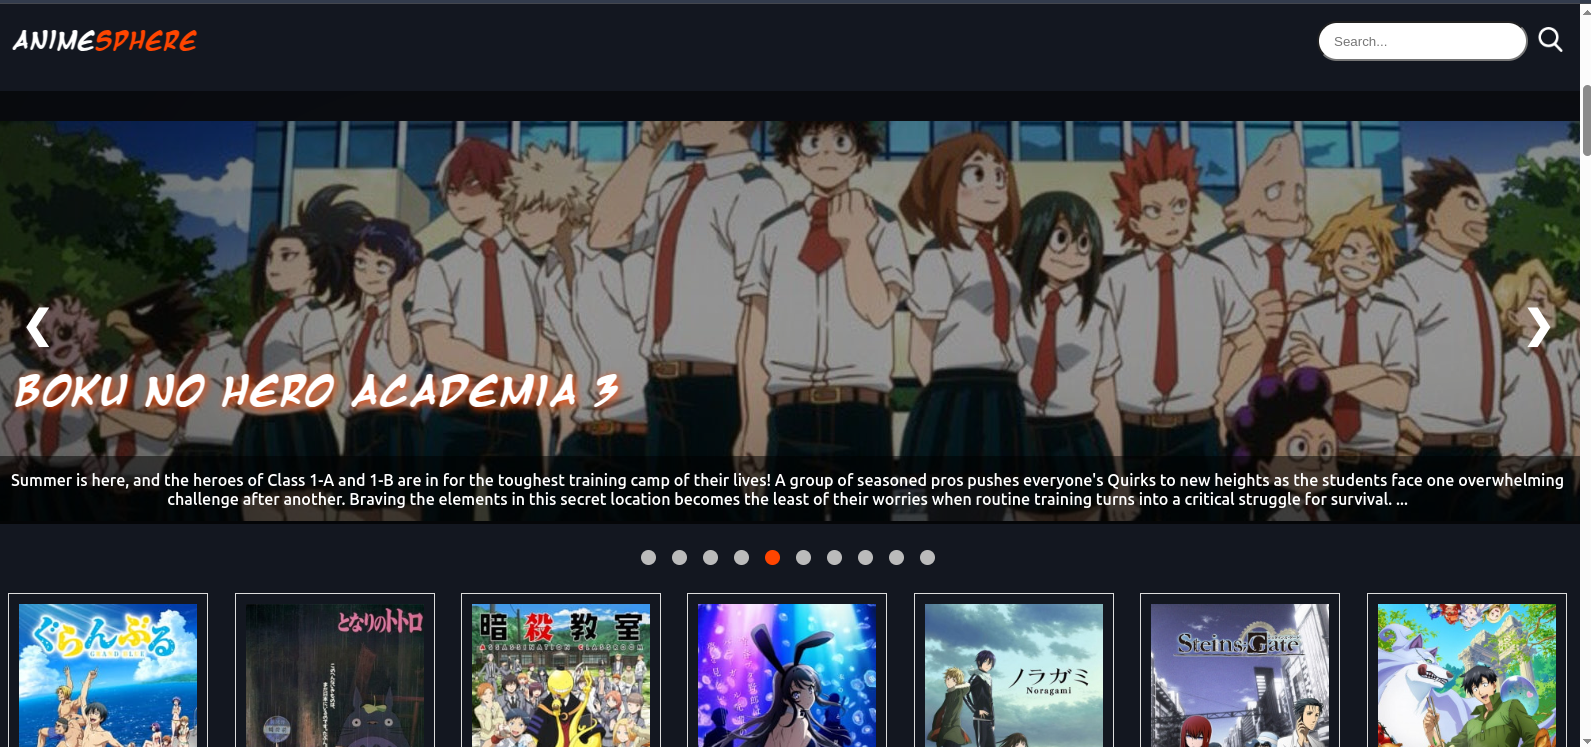 ANIMESPHERE
Search...
❮
❯
BOKU NO HERO ACADEMIA 3
Summer is here, and the heroes of Class 1-A and 1-B are in for the toughest training camp of their lives! A group of seasoned pros pushes everyone's Quirks to new heights as the students face one overwhelming
challenge after another. Braving the elements in this secret location becomes the least of their worries when routine training turns into a critical struggle for survival. ...
ぐらんぶる
GRAND BLUE
となりのトトロ
暗殺教室
ASSASSINATION CLASSROOM
ノラガミ
Noragami
Steins;Gate